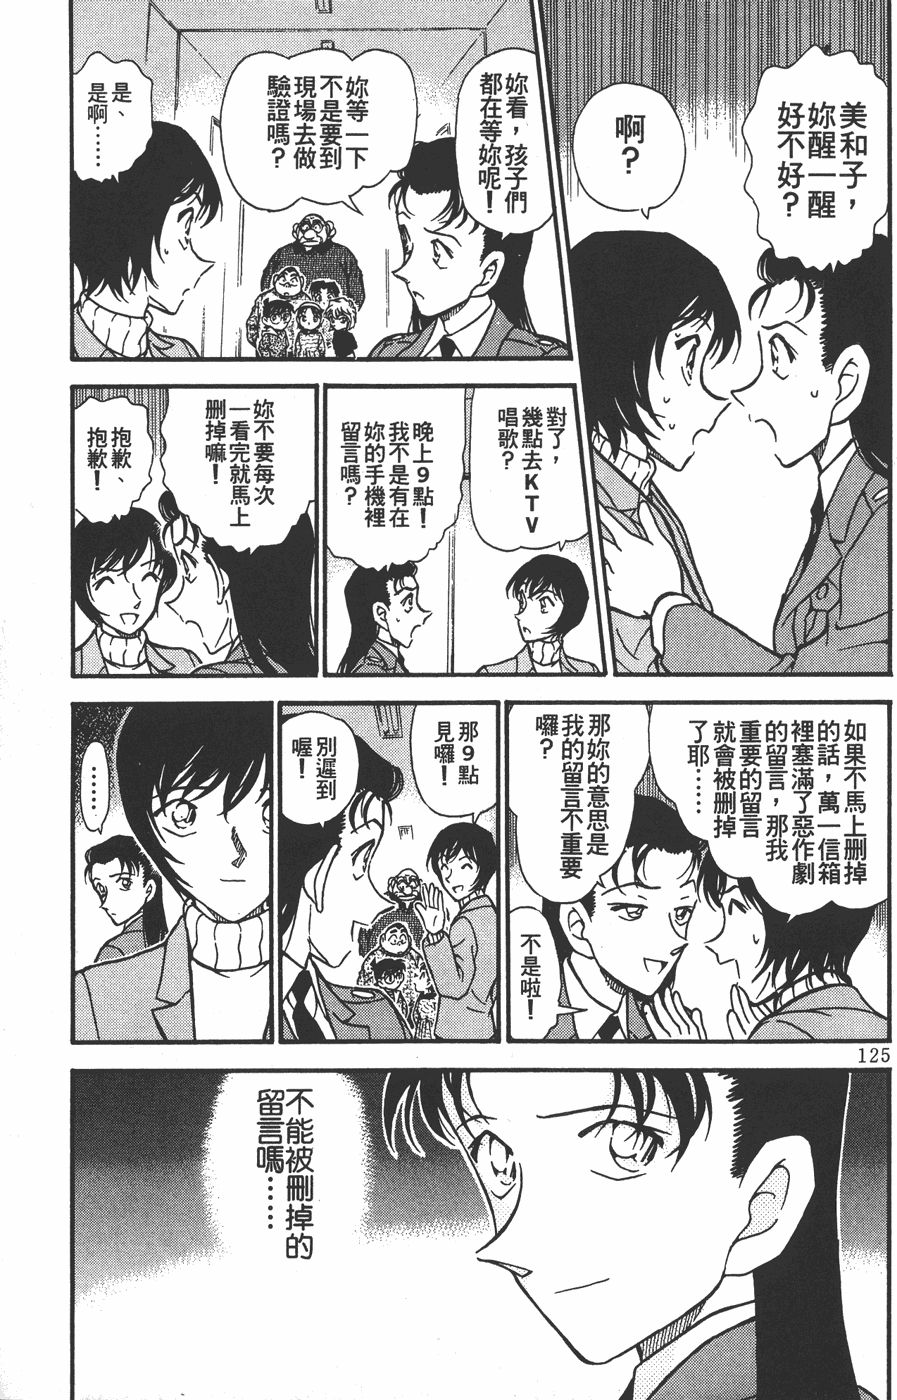 美和子，
妳醒一醒
好不好？
啊？
妳看，孩子們
都在等妳呢！
妳等一下
不是要到
現場去做
驗證嗎？
是、
是啊……
對了，
幾點去KTV
唱歌？
晚上9點！
我不是有在
妳的手機裡
留言嗎？
妳不要每次
一看完就馬上
刪掉嘛！
抱歉、
抱歉！
如果不馬上刪掉
的話，萬一信箱
裡塞滿了惡作劇
的留言，那我
重要的留言
就會被刪掉
了耶……
那妳的意思是
我的留言不重要
囉？
不是啦！
那9點
見囉！
別遲到
喔！
……
125
不能被刪掉的
留言嗎……